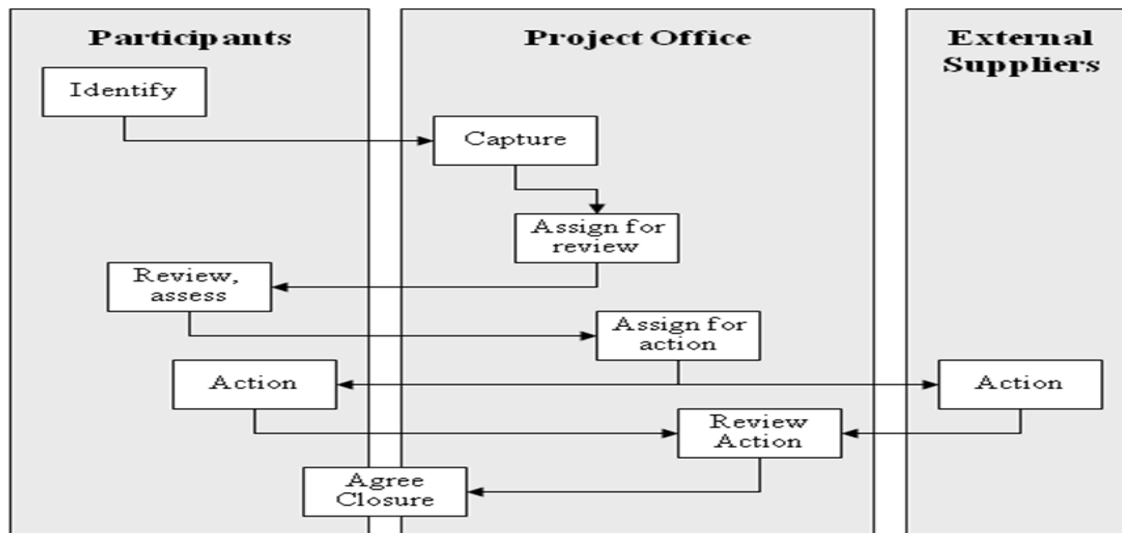 Participants
Project Office
External
Suppliers
Identify
Capture
Assign for
review
Review,
assess
Assign for
action
Action
Action
Review
Action
Agree
Closure